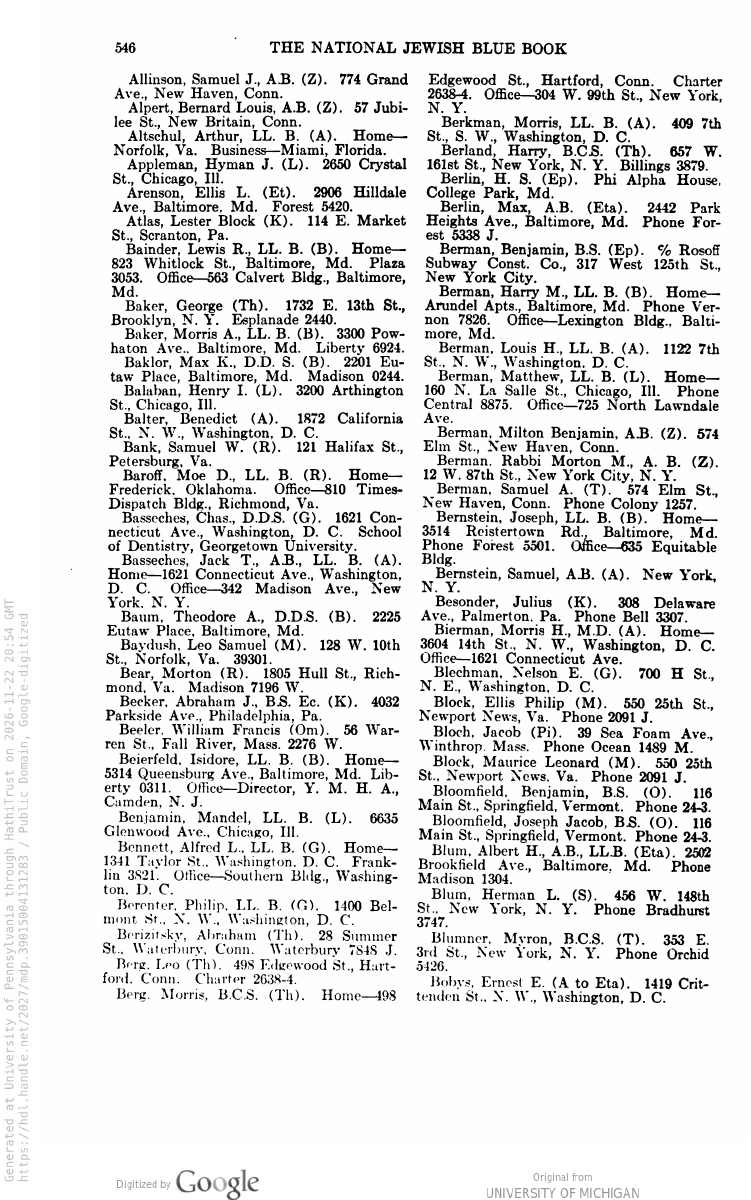 546
THE NATIONAL JEWISH BLUE BOOK
Allinson, Samuel J., A.B. (Z). 774 Grand
Ave., New Haven, Conn.
Alpert, Bernard Louis, A.B. (Z). 57 Jubi-
lee St., New Britain, Conn.
Altschul, Arthur, LL. B. (A). Home—
Norfolk, Va. Business—Miami, Florida.
Appleman, Hyman J. (L). 2650 Crystal
St., Chicago, Ill.
Arenson, Ellis L. (Et). 2906 Hilldale
Ave., Baltimore, Md. Forest 5420.
Atlas, Lester Block (K). 114 E. Market
St., Scranton, Pa.
Bainder, Lewis R., LL. B. (B). Home—
823 Whitlock St., Baltimore, Md. Plaza
3053. Office—563 Calvert Bldg., Baltimore,
Md.
Baker, George (Th). 1732 E. 13th St.,
Brooklyn, N. Y. Esplanade 2440.
Baker, Morris A., LL. B. (B). 3300 Pow-
haton Ave., Baltimore, Md. Liberty 6924.
Baklor, Max K., D.D. S. (B). 2201 Eu-
taw Place, Baltimore, Md. Madison 0244.
Balaban, Henry I. (L). 3200 Arthington
St., Chicago, Ill.
Balter, Benedict (A). 1872 California
St., N. W., Washington, D. C.
Bank, Samuel W. (R). 121 Halifax St.,
Petersburg, Va.
Baroff, Moe D., LL. B. (R). Home—
Frederick, Oklahoma. Office—810 Times-
Dispatch Bldg., Richmond, Va.
Basseches, Chas., D.D.S. (G). 1621 Con-
necticut Ave., Washington, D. C. School
of Dentistry, Georgetown University.
Basseches, Jack T., A.B., LL. B. (A).
Home—1621 Connecticut Ave., Washington,
D. C. Office—342 Madison Ave., New
York, N. Y.
Baum, Theodore A., D.D.S. (B). 2225
Eutaw Place, Baltimore, Md.
Baydush, Leo Samuel (M). 128 W. 10th
St., Norfolk, Va. 39301.
Bear, Morton (R). 1805 Hull St., Rich-
mond, Va. Madison 7196 W.
Becker, Abraham J., B.S. Ec. (K). 4032
Parkside Ave., Philadelphia, Pa.
Beeler, William Francis (Om). 56 War-
ren St., Fall River, Mass. 2276 W.
Beierfeld, Isidore, LL. B. (B). Home—
5314 Queensburg Ave., Baltimore, Md. Lib-
erty 0311. Office—Director, Y. M. H. A.,
Camden, N. J.
Benjamin, Mandel, LL. B. (L). 6635
Glenwood Ave., Chicago, Ill.
Bennett, Alfred L., LL. B. (G). Home—
1341 Taylor St., Washington, D. C. Frank-
lin 3821. Office—Southern Bldg., Washing-
ton, D. C.
Berenter, Philip, LL. B. (G). 1400 Bel-
mont St., N. W., Washington, D. C.
Berizitsky, Abraham (Th). 28 Summer
St., Waterbury, Conn. Waterbury 7848 J.
Berg, Leo (Th). 498 Edgewood St., Hart-
ford, Conn. Charter 2638-4.
Berg, Morris, B.C.S. (Th). Home—498
Edgewood St., Hartford, Conn. Charter
2638-4. Office—304 W. 99th St., New York,
N. Y.
Berkman, Morris, LL. B. (A). 409 7th
St., S. W., Washington, D. C.
Berland, Harry, B.C.S. (Th). 657 W.
161st St., New York, N. Y. Billings 3879.
Berlin, H. S. (Ep). Phi Alpha House,
College Park, Md.
Berlin, Max, A.B. (Eta). 2442 Park
Heights Ave., Baltimore, Md. Phone For-
est 5338 J.
Berman, Benjamin, B.S. (Ep). % Rosoff
Subway Const. Co., 317 West 125th St.,
New York City.
Berman, Harry M., LL. B. (B). Home—
Arundel Apts., Baltimore, Md. Phone Ver-
non 7826. Office—Lexington Bldg., Balti-
more, Md.
Berman, Louis H., LL. B. (A). 1122 7th
St., N. W., Washington, D. C.
Berman, Matthew, LL. B. (L). Home—
160 N. La Salle St., Chicago, Ill. Phone
Central 8875. Office—725 North Lawndale
Ave.
Berman, Milton Benjamin, A.B. (Z). 574
Elm St., New Haven, Conn.
Berman, Rabbi Morton M., A. B. (Z).
12 W. 87th St., New York City, N. Y.
Berman, Samuel A. (T). 574 Elm St.,
New Haven, Conn. Phone Colony 1257.
Bernstein, Joseph, LL. B. (B). Home—
3514 Reistertown Rd., Baltimore, Md.
Phone Forest 5501. Office—635 Equitable
Bldg.
Bernstein, Samuel, A.B. (A). New York,
N. Y.
Besonder, Julius (K). 308 Delaware
Ave., Palmerton, Pa. Phone Bell 3307.
Bierman, Morris H., M.D. (A). Home—
3604 14th St., N. W., Washington, D. C.
Office—1621 Connecticut Ave.
Blechman, Nelson E. (G). 700 H St.,
N. E., Washington, D. C.
Block, Ellis Philip (M). 550 25th St.,
Newport News, Va. Phone 2091 J.
Bloch, Jacob (Pi). 39 Sea Foam Ave.,
Winthrop, Mass. Phone Ocean 1489 M.
Block, Maurice Leonard (M). 550 25th
St., Newport News, Va. Phone 2091 J.
Bloomfield, Benjamin, B.S. (O). 116
Main St., Springfield, Vermont. Phone 24-3.
Bloomfield, Joseph Jacob, B.S. (O). 116
Main St., Springfield, Vermont. Phone 24-3.
Blum, Albert H., A.B., LL.B. (Eta). 2502
Brookfield Ave., Baltimore, Md. Phone
Madison 1304.
Blum, Herman L. (S). 456 W. 148th
St., New York, N. Y. Phone Bradhurst
3747.
Blumner, Myron, B.C.S. (T). 353 E.
3rd St., New York, N. Y. Phone Orchid
5426.
Bobys, Ernest E. (A to Eta). 1419 Crit-
tenden St., N. W., Washington, D. C.
Generated at University of Pennsylvania through HathiTrust on 2026-11-22 20:54 GMT
https://hdl.handle.net/2027/mdp.39015004131283 / Public Domain, Google-digitized
Digitized by Google
Original from
UNIVERSITY OF MICHIGAN